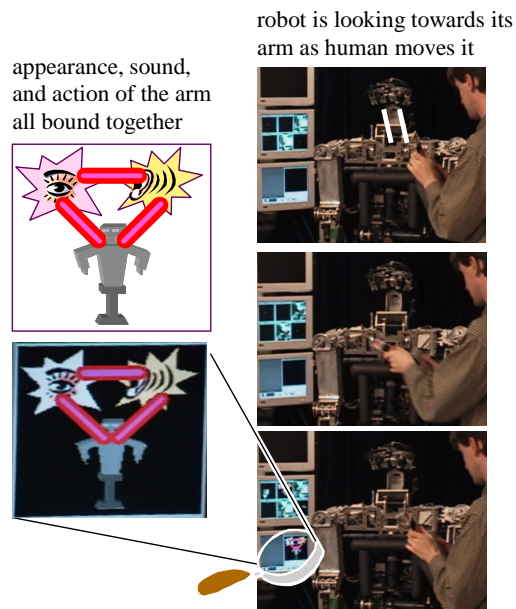 robot is looking towards its
arm as human moves it
appearance, sound,
and action of the arm
all bound together